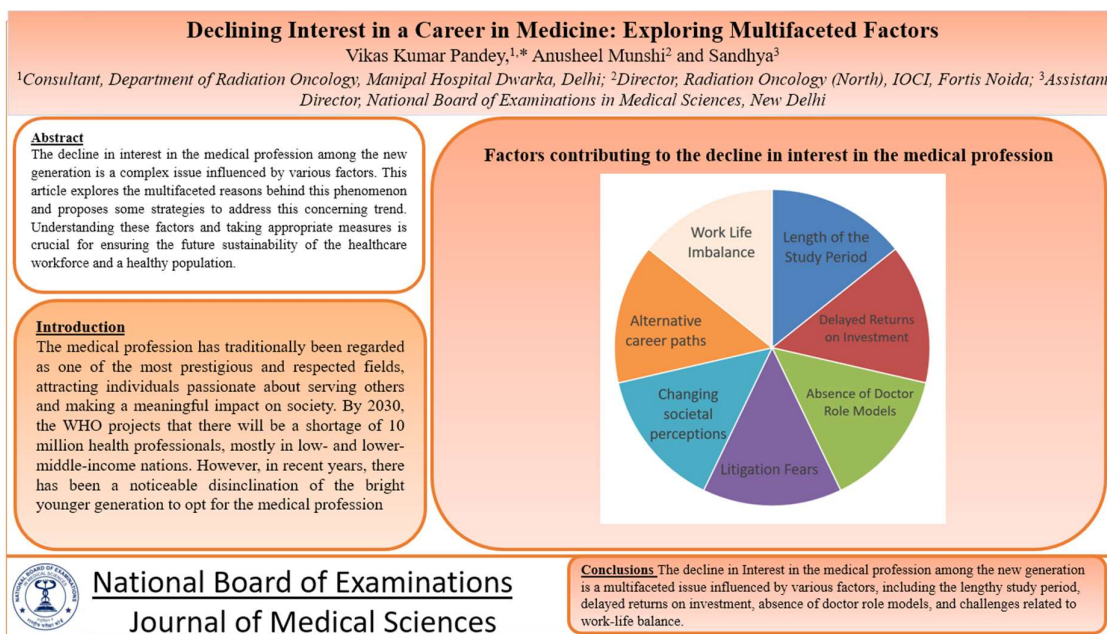 Declining Interest in a Career in Medicine: Exploring Multifaceted Factors
Vikas Kumar Pandey,1,* Anusheel Munshi2 and Sandhya3
1Consultant, Department of Radiation Oncology, Manipal Hospital Dwarka, Delhi; 2Director, Radiation Oncology (North), IOCI, Fortis Noida; 3Assistant
Director, National Board of Examinations in Medical Sciences, New Delhi
Abstract
The decline in interest in the medical profession among the new
generation is a complex issue influenced by various factors. This
article explores the multifaceted reasons behind this phenomenon
and proposes some strategies to address this concerning trend.
Understanding these factors and taking appropriate measures is
crucial for ensuring the future sustainability of the healthcare
workforce and a healthy population.
Introduction
The medical profession has traditionally been regarded
as one of the most prestigious and respected fields,
attracting individuals passionate about serving others
and making a meaningful impact on society. By 2030,
the WHO projects that there will be a shortage of 10
million health professionals, mostly in low- and lower-
middle-income nations. However, in recent years, there
has been a noticeable disinclination of the bright
younger generation to opt for the medical profession
Factors contributing to the decline in interest in the medical profession
Work Life
Imbalance
Length of the
Study Period
Alternative
career paths
Delayed Returns
on Investment
Changing
societal
perceptions
Absence of Doctor
Role Models
Litigation Fears
NATIONAL BOARD OF EXAMINATIONS
IN MEDICAL SCIENCES
National Board of Examinations
Journal of Medical Sciences
Conclusions The decline in Interest in the medical profession among the new generation
is a multifaceted issue influenced by various factors, including the lengthy study period,
delayed returns on investment, absence of doctor role models, and challenges related to
work-life balance.